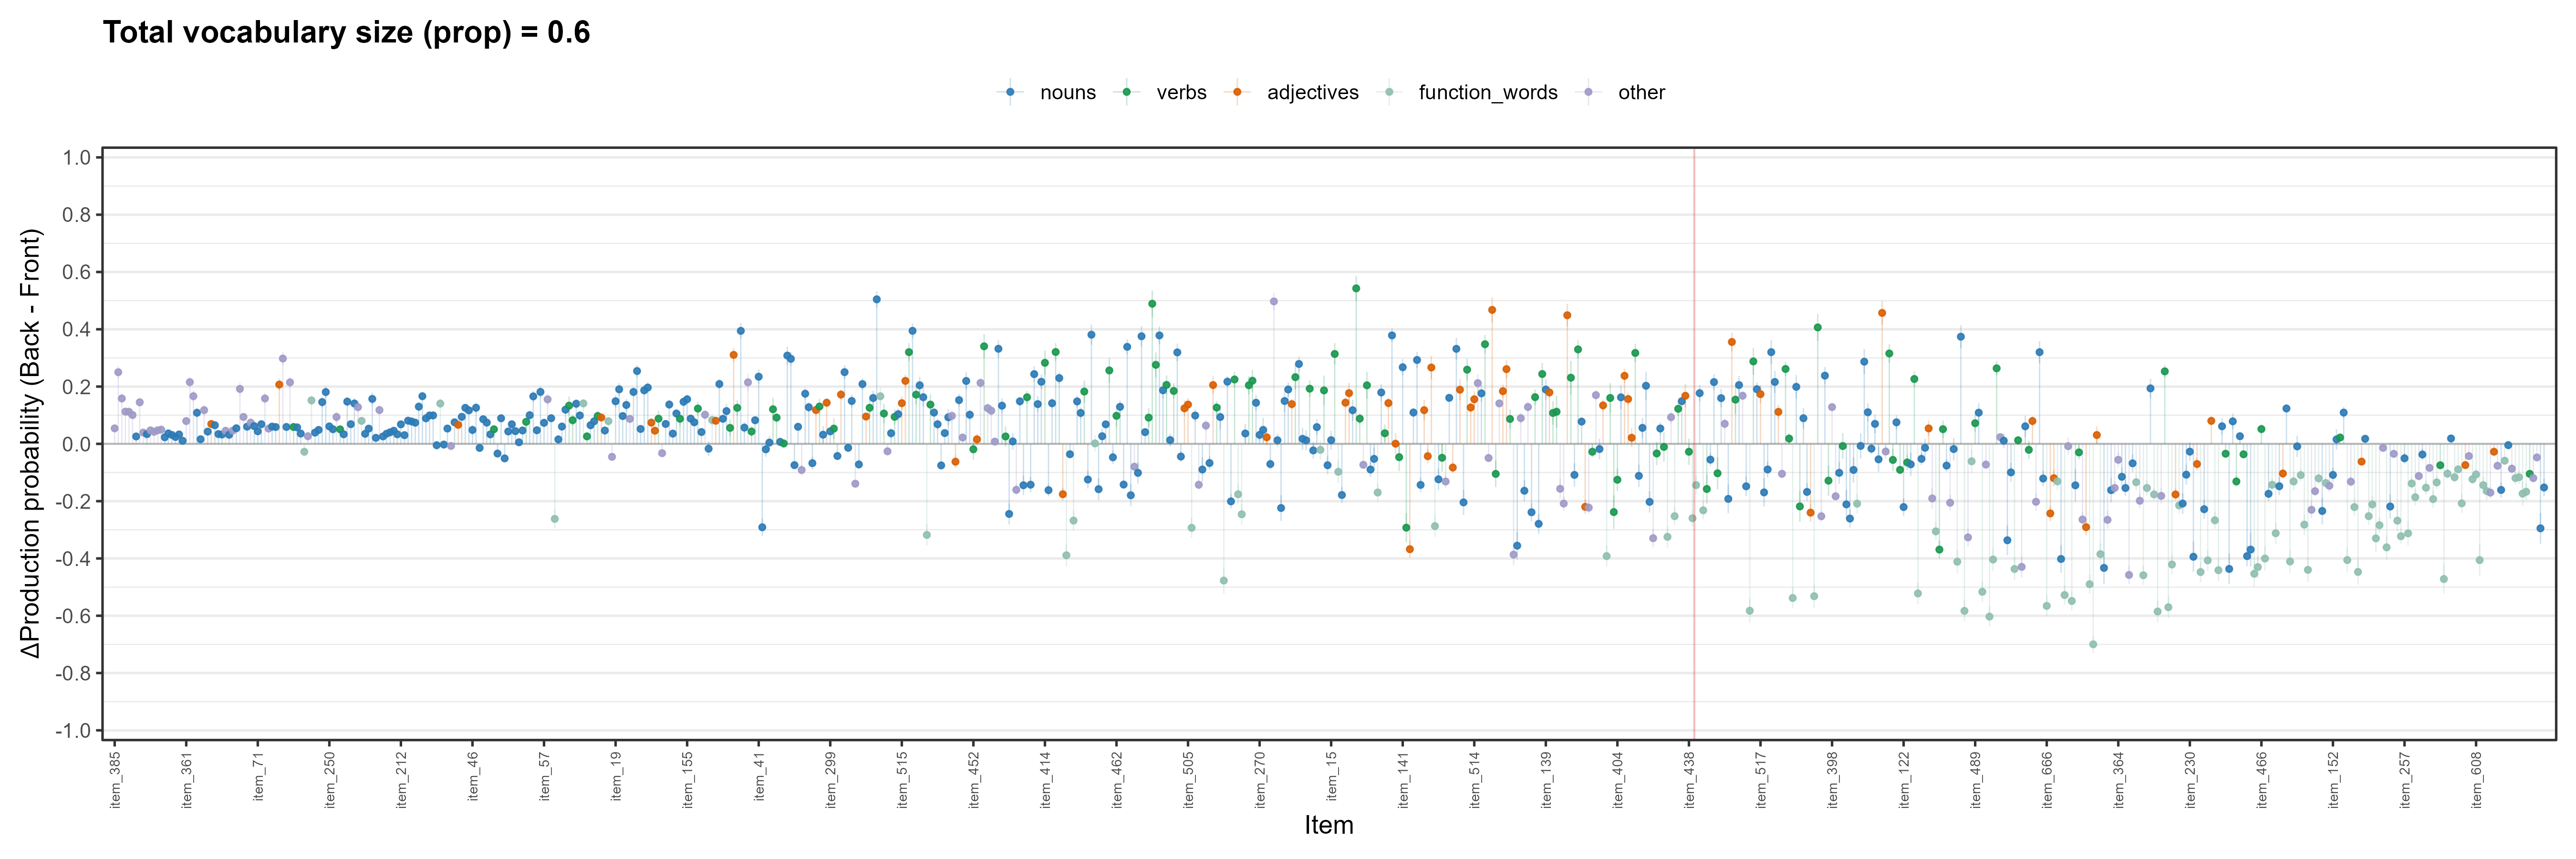 Total vocabulary size (prop) = 0.6
nouns verbs adjectives function_words other
ΔProduction probability (Back - Front)
1.0
0.8
0.6
0.4
0.2
0.0
-0.2
-0.4
-0.6
-0.8
-1.0
item_385 item_361 item_71 item_250 item_212 item_46 item_57 item_19 item_155 item_41 item_299 item_515 item_452 item_414 item_462 item_505 item_270 item_15 item_141 item_514 item_139 item_404 item_438 item_517 item_398 item_122 item_489 item_666 item_364 item_230 item_466 item_152 item_257 item_608
Item